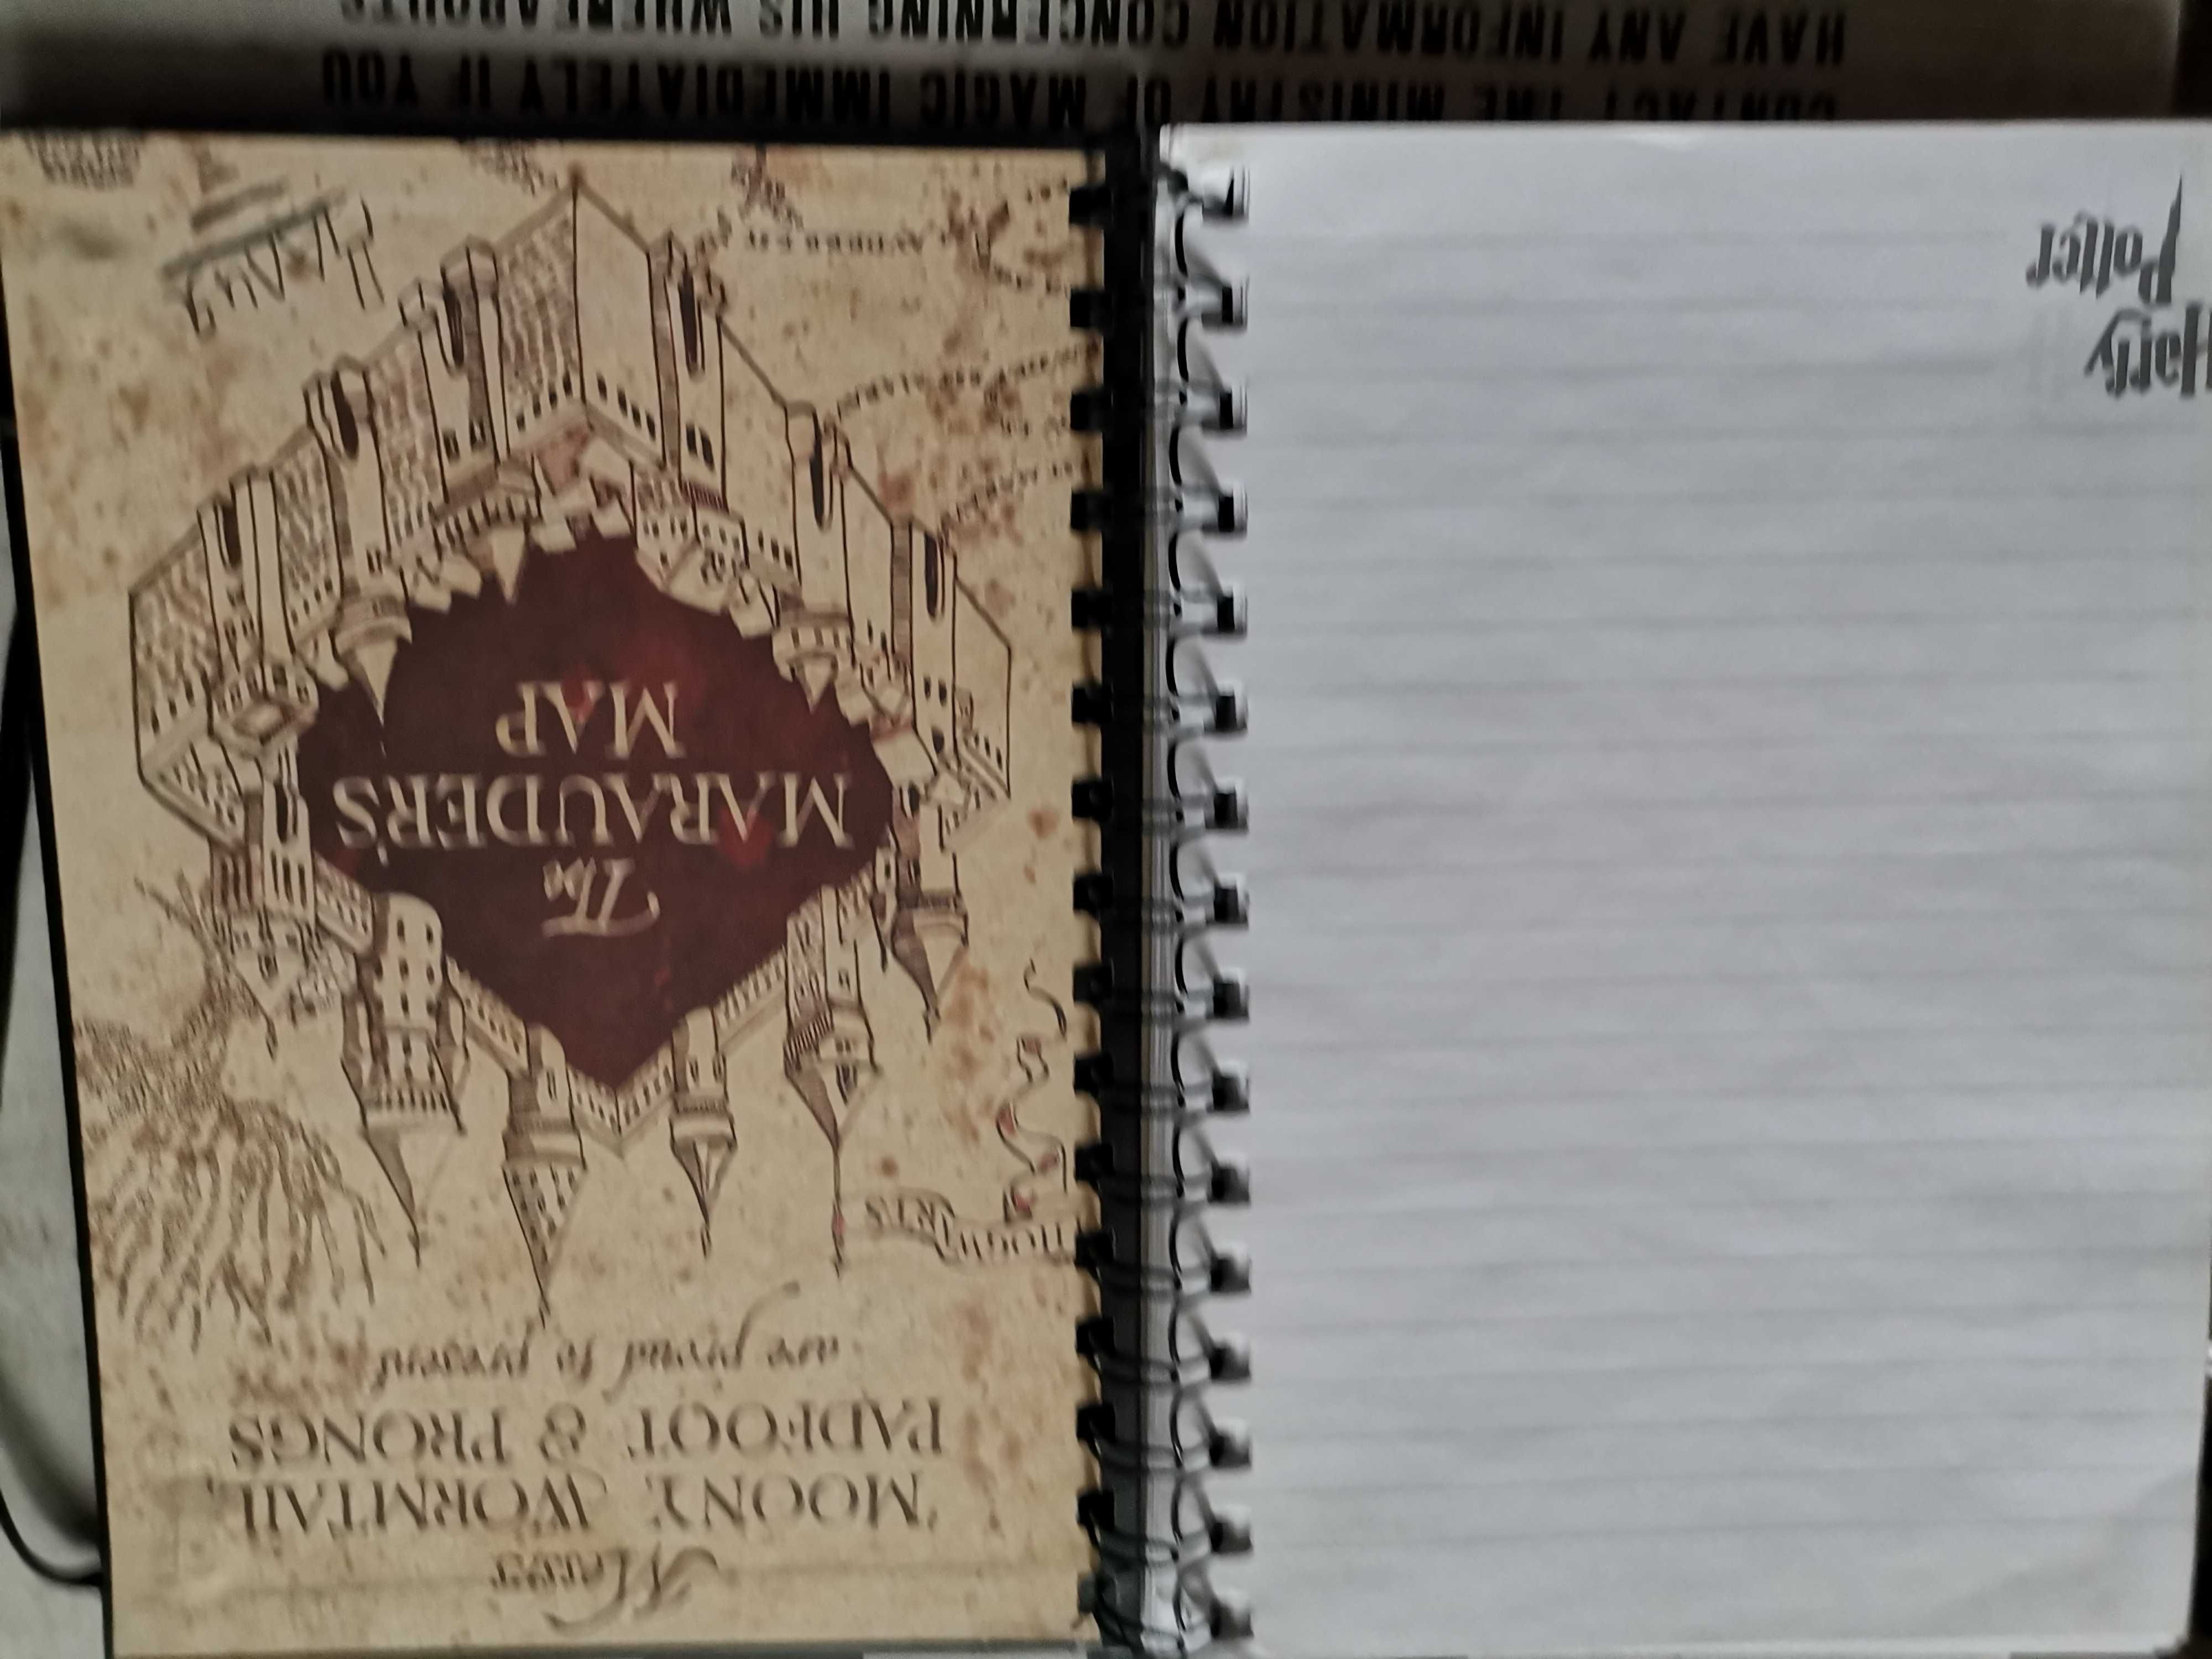 Messrs
MOONY, WORMTAIL,
PADFOOT & PRONGS
are proud to present
The
MARAUDER'S
MAP
HOGWARTS
Harry
Potter
CONTACT THE MINISTRY OF MAGIC IMMEDIATELY IF YOU
HAVE ANY INFORMATION CONCERNING HIS WHEREABOUTS